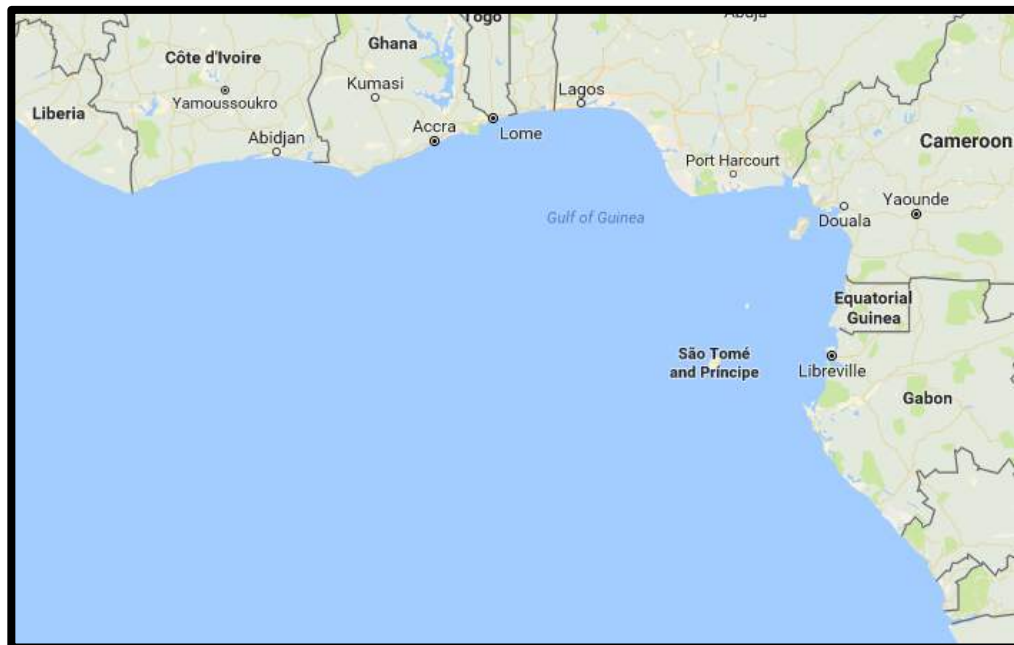 Togo
Abuja
Ghana
Côte d'Ivoire
Kumasi
Lagos
Yamoussoukro
Liberia
Accra
Lome
Abidjan
Cameroon
Port Harcourt
Yaounde
Gulf of Guinea
Douala
Equatorial
Guinea
São Tomé
and Príncipe
Libreville
Gabon